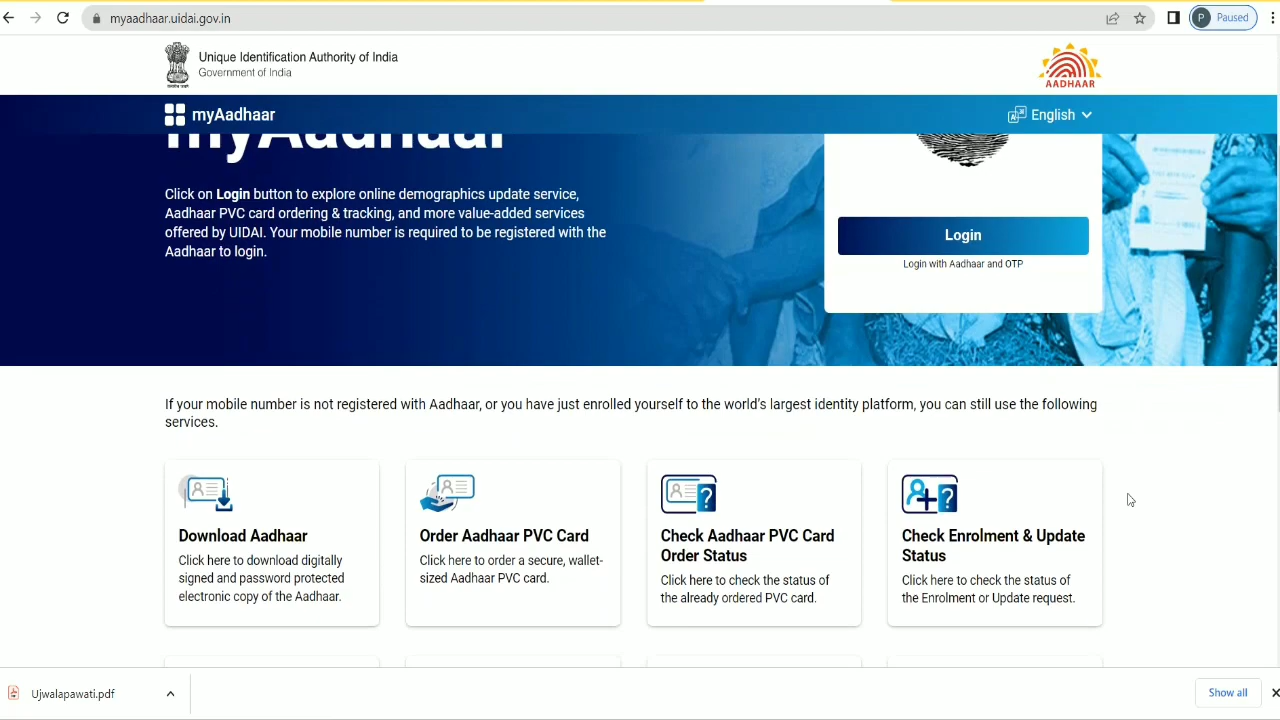 myaadhaar.uidai.gov.in
P Paused
Unique Identification Authority of India
Government of India
AADHAAR
myAadhaar
English
myAadhaar
Click on Login button to explore online demographics update service,
Aadhaar PVC card ordering & tracking, and more value-added services
offered by UIDAI. Your mobile number is required to be registered with the
Aadhaar to login.
Login
Login with Aadhaar and OTP
If your mobile number is not registered with Aadhaar, or you have just enrolled yourself to the world's largest identity platform, you can still use the following
services.
Download Aadhaar
Click here to download digitally
signed and password protected
electronic copy of the Aadhaar.
Order Aadhaar PVC Card
Click here to order a secure, wallet-
sized Aadhaar PVC card.
Check Aadhaar PVC Card
Order Status
Click here to check the status of
the already ordered PVC card.
Check Enrolment & Update
Status
Click here to check the status of
the Enrolment or Update request.
Ujwalapawati.pdf
Show all